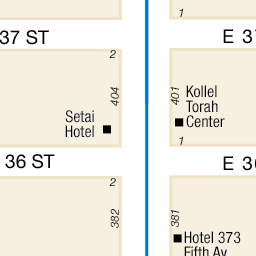 1
37 ST
E 37
2
404
401
Kollel
Torah
Center
Setai
Hotel
1
36 ST
E 36
2
382
381
Hotel 373
Fifth Av